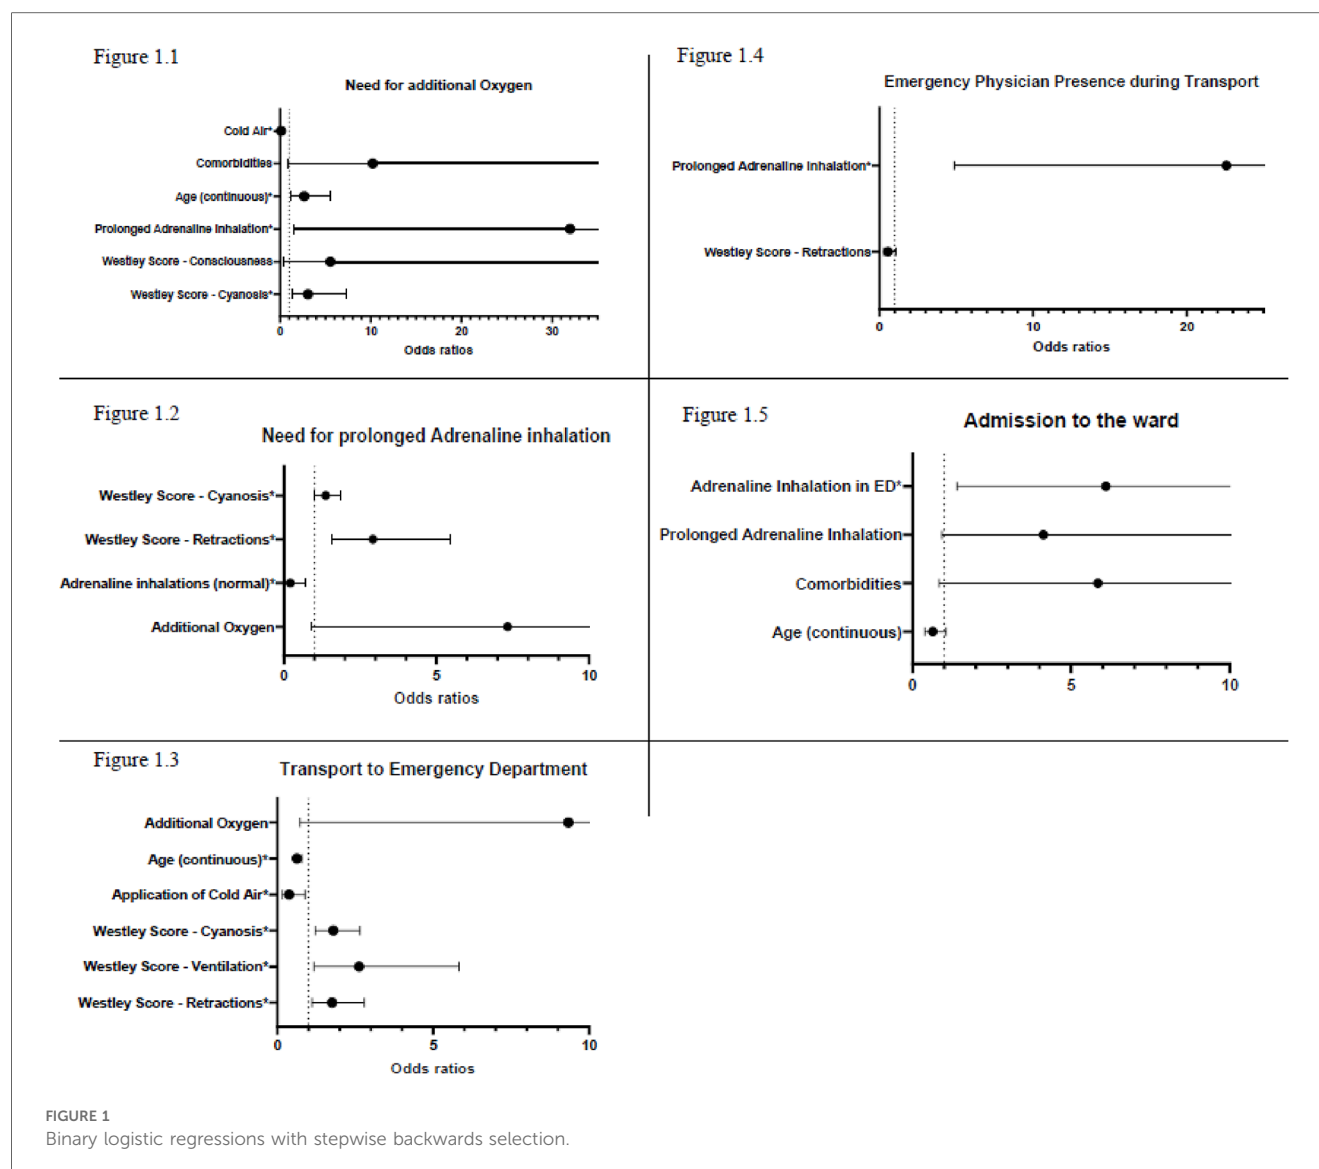 Figure 1.1
Need for additional Oxygen
Cold Air*
Comorbidities
Age (continuous)*
Prolonged Adrenaline Inhalation*
Westley Score - Consciousness
Westley Score - Cyanosis*
0 10 20 30
Odds ratios
Figure 1.4
Emergency Physician Presence during Transport
Prolonged Adrenaline Inhalation*
Westley Score - Retractions
0 10 20
Odds ratios
Figure 1.2
Need for prolonged Adrenaline inhalation
Westley Score - Cyanosis*
Westley Score - Retractions*
Adrenaline inhalations (normal)*
Additional Oxygen
0 5 10
Odds ratios
Figure 1.5
Admission to the ward
Adrenaline Inhalation in ED*
Prolonged Adrenaline Inhalation
Comorbidities
Age (continuous)
0 5 10
Figure 1.3
Transport to Emergency Department
Additional Oxygen
Age (continuous)*
Application of Cold Air*
Westley Score - Cyanosis*
Westley Score - Ventilation*
Westley Score - Retractions*
0 5 10
Odds ratios
FIGURE 1
Binary logistic regressions with stepwise backwards selection.